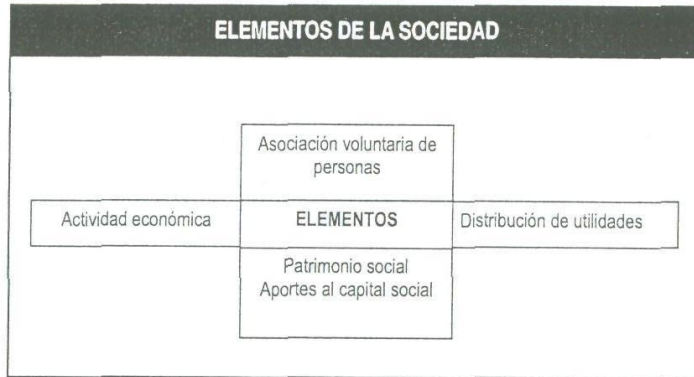 ELEMENTOS DE LA SOCIEDAD
Asociación voluntaria de
personas
Actividad económica
ELEMENTOS
Distribución de utilidades
Patrimonio social
Aportes al capital social